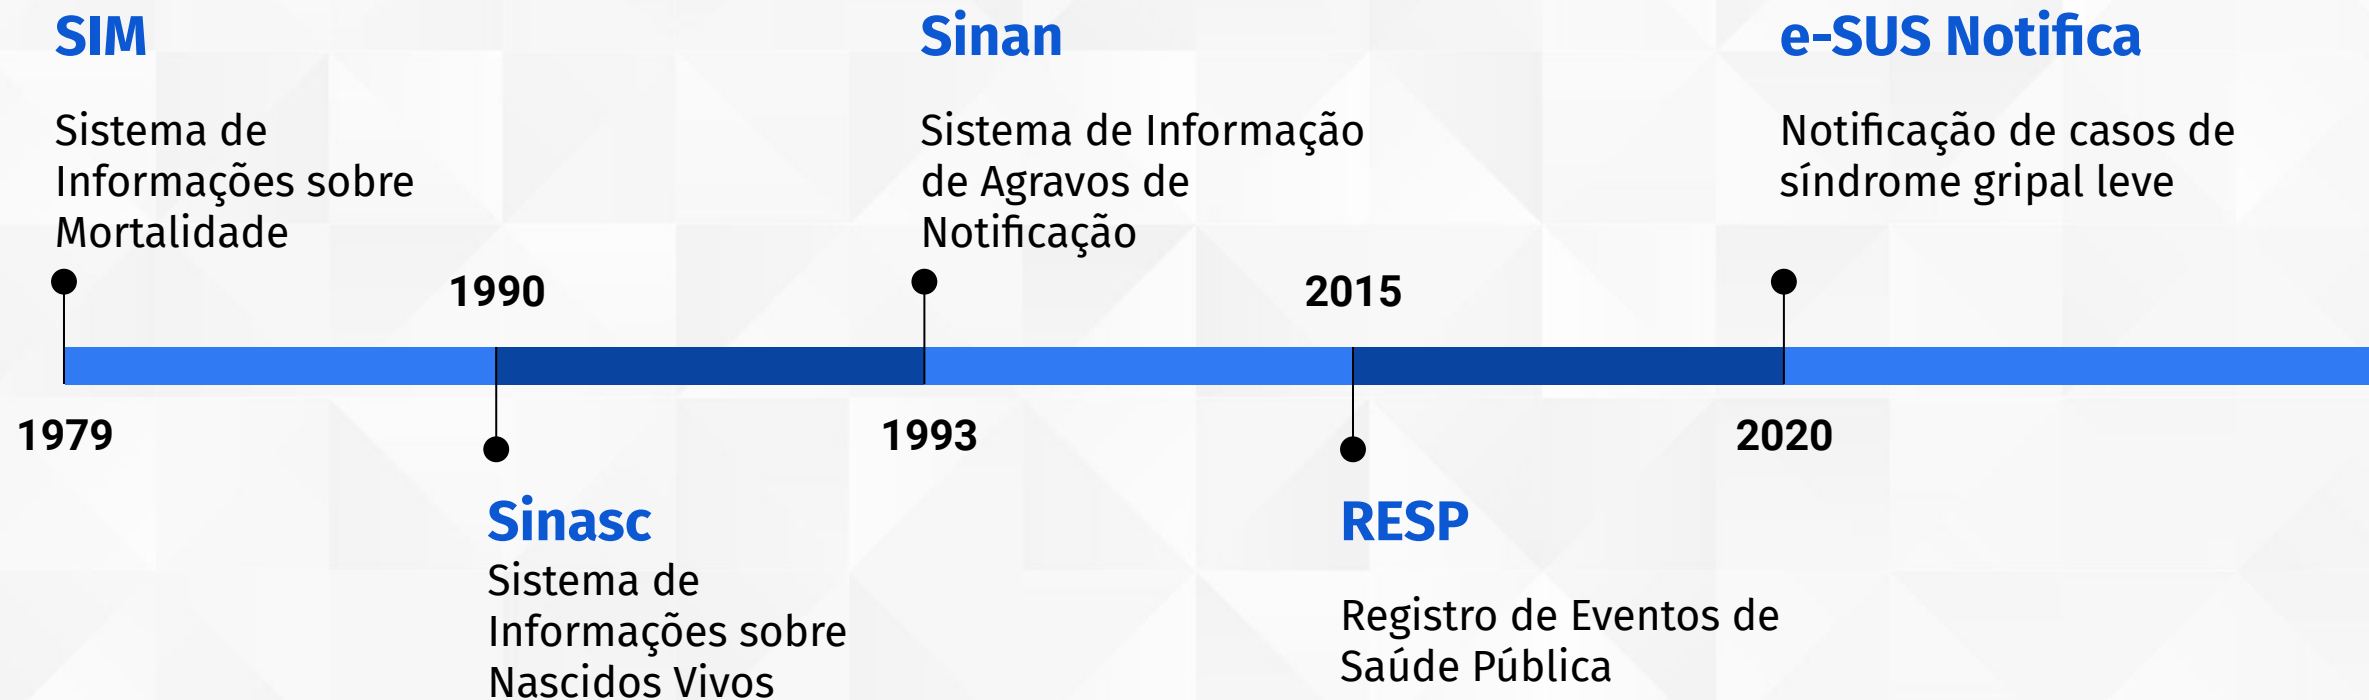 SIM
Sistema de
Informações sobre
Mortalidade
1979
1990
Sinasc
Sistema de
Informações sobre
Nascidos Vivos
Sinan
Sistema de Informação
de Agravos de
Notificação
1993
2015
RESP
Registro de Eventos de
Saúde Pública
e-SUS Notifica
Notificação de casos de
síndrome gripal leve
2020